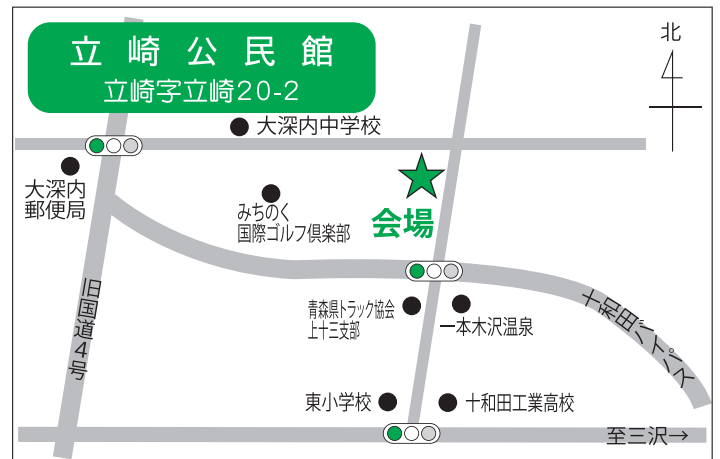 立崎公民館
立崎字立崎20-2
北
大深内中学校
大深内
郵便局
みちのく
国際ゴルフ倶楽部
会場
旧国道4号
青森県トラック協会
上十三支部
一本木沢温泉
十和田バイパス
東小学校
十和田工業高校
至三沢→